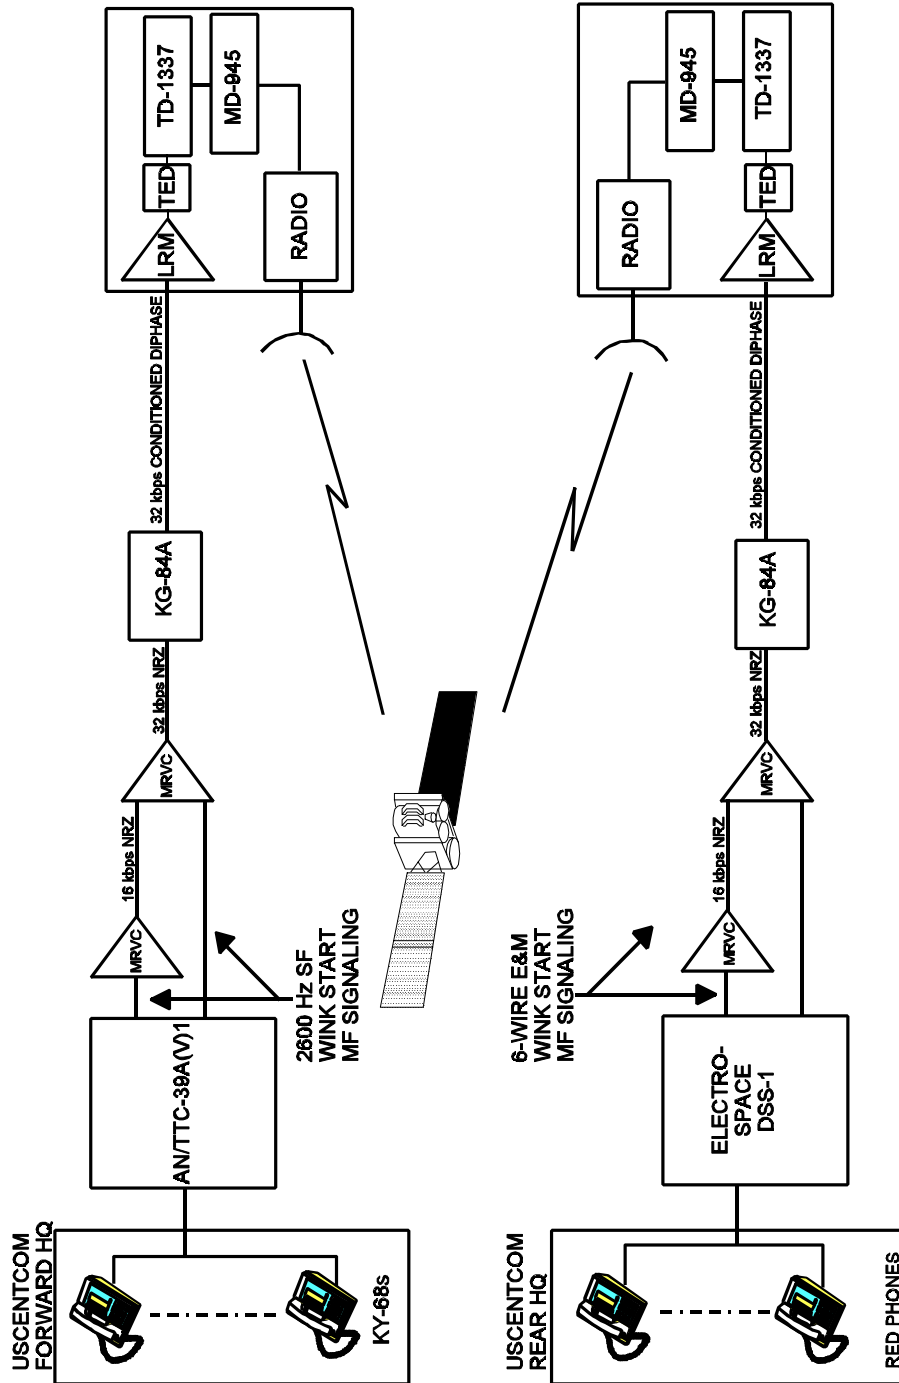 USCENTCOM
FORWARD HQ
KY-68s
AN/TTC-39A(V)1
2600 Hz SF
WINK START
MF SIGNALING
MRVC
16 kbps NRZ
MRVC
32 kbps NRZ
KG-84A
32 kbps CONDITIONED DIPHASE
LRM
TED
TD-1337
MD-945
RADIO
USCENTCOM
REAR HQ
RED PHONES
ELECTRO-
SPACE
DSS-1
6-WIRE E&M
WINK START
MF SIGNALING
MRVC
16 kbps NRZ
MRVC
32 kbps NRZ
KG-84A
32 kbps CONDITIONED DIPHASE
LRM
TED
TD-1337
MD-945
RADIO